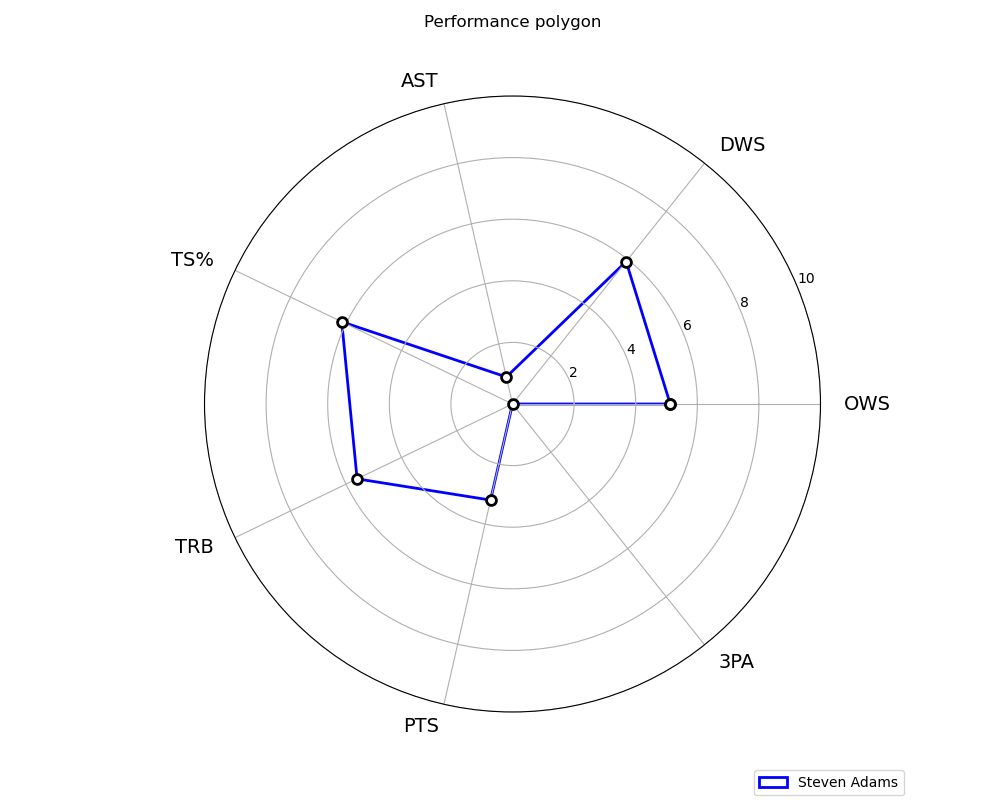 Performance polygon
AST
DWS
TS%
10
8
6
4
2
OWS
TRB
3PA
PTS
Steven Adams